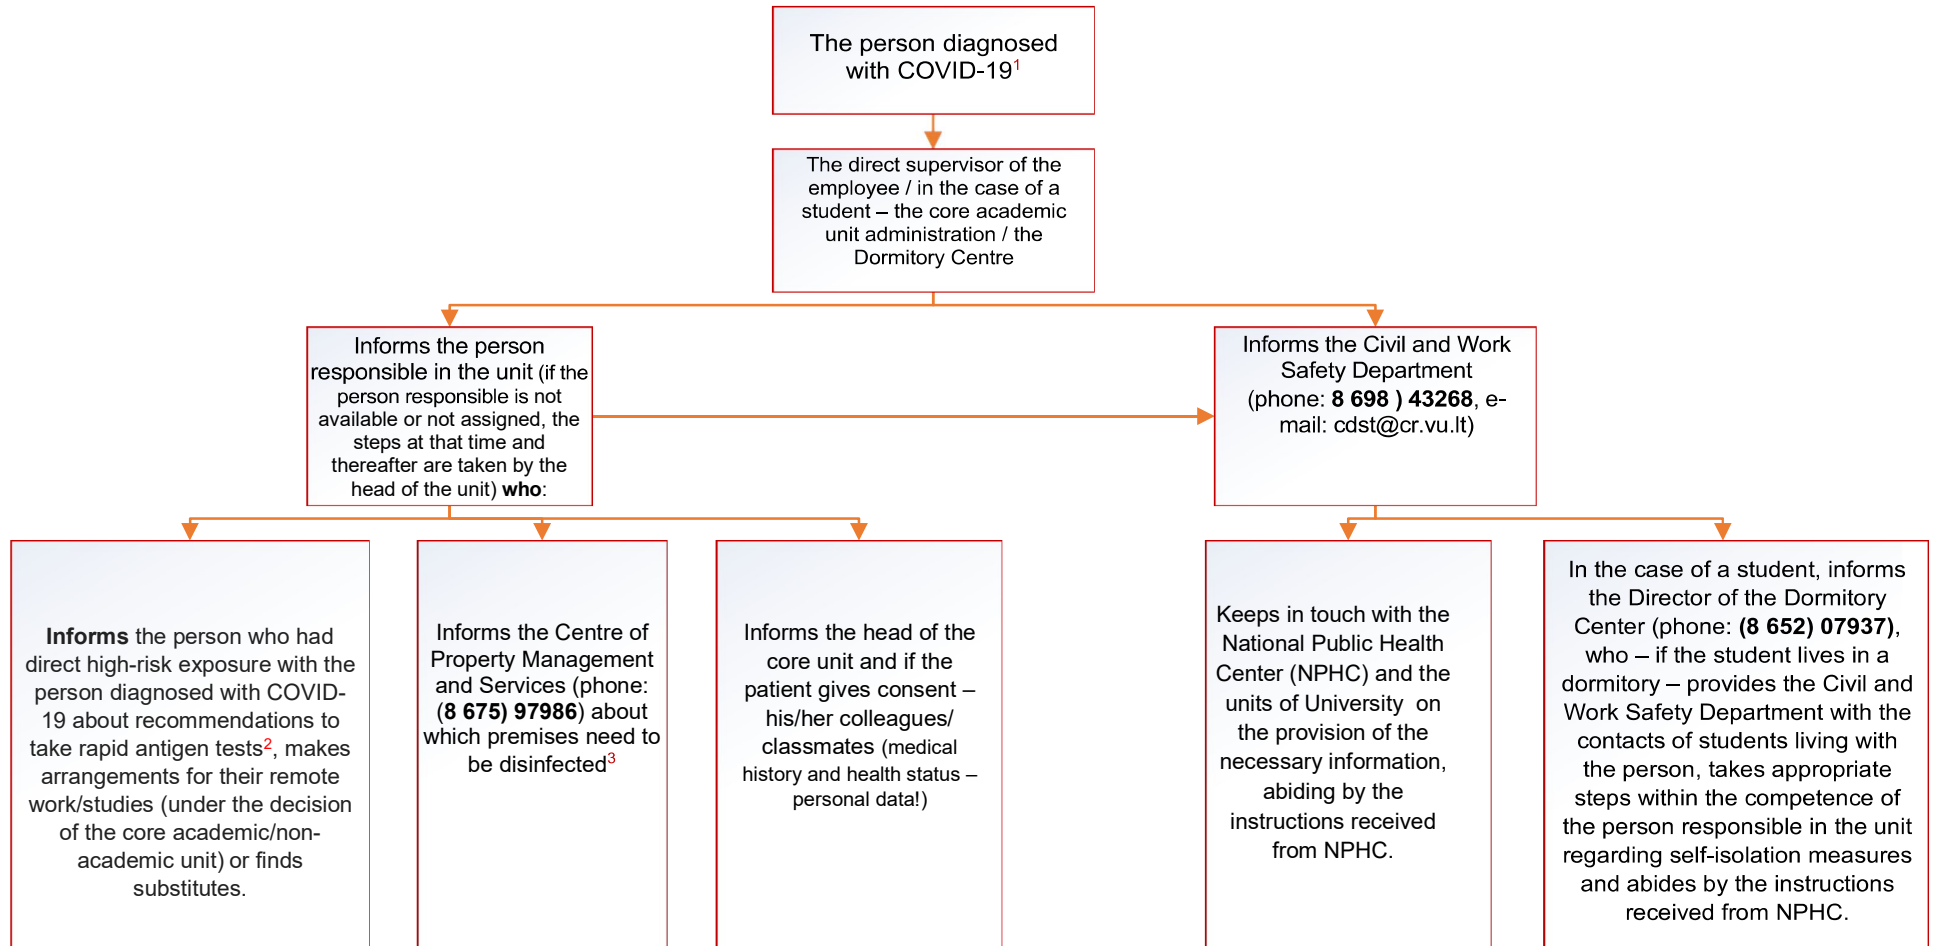 The person diagnosed
with COVID-19¹
The direct supervisor of the
employee / in the case of a
student – the core academic
unit administration / the
Dormitory Centre
Informs the person
responsible in the unit (if the
person responsible is not
available or not assigned, the
steps at that time and
thereafter are taken by the
head of the unit) who:
Informs the Civil and Work
Safety Department
(phone: 8 698 ) 43268, e-
mail: cdst@cr.vu.lt)
Informs the person who had
direct high-risk exposure with the
person diagnosed with COVID-
19 about recommendations to
take rapid antigen tests², makes
arrangements for their remote
work/studies (under the decision
of the core academic/non-
academic unit) or finds
substitutes.
Informs the Centre of
Property Management
and Services (phone:
(8 675) 97986) about
which premises need to
be disinfected³
Informs the head of the
core unit and if the
patient gives consent –
his/her colleagues/
classmates (medical
history and health status –
personal data!)
Keeps in touch with the
National Public Health
Center (NPHC) and the
units of University on
the provision of the
necessary information,
abiding by the
instructions received
from NPHC.
In the case of a student, informs
the Director of the Dormitory
Center (phone: (8 652) 07937),
who – if the student lives in a
dormitory – provides the Civil and
Work Safety Department with the
contacts of students living with
the person, takes appropriate
steps within the competence of
the person responsible in the unit
regarding self-isolation measures
and abides by the instructions
received from NPHC.